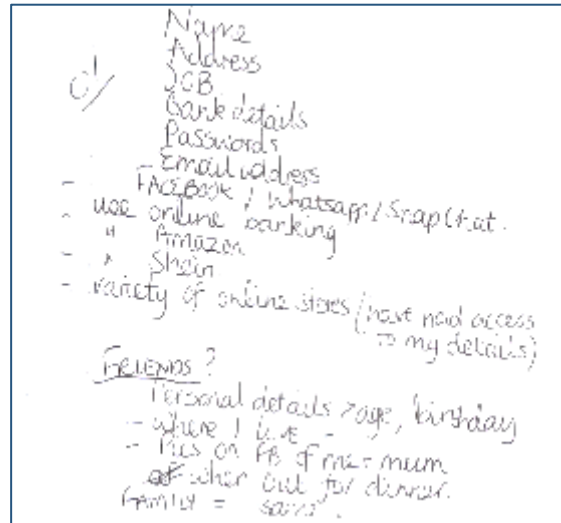 Name
Address
DOB
Bank details
Passwords
Email address
- FACEBOOK / Whatsapp / Snapchat.
- use online banking
- " Amazon
- " Shein
- variety of online stores (have had access
to my details)
FRIENDS?
Personal details > age, birthday
- where I live
- Pics on FB of me + mum
when out for dinner.
FAMILY = same.